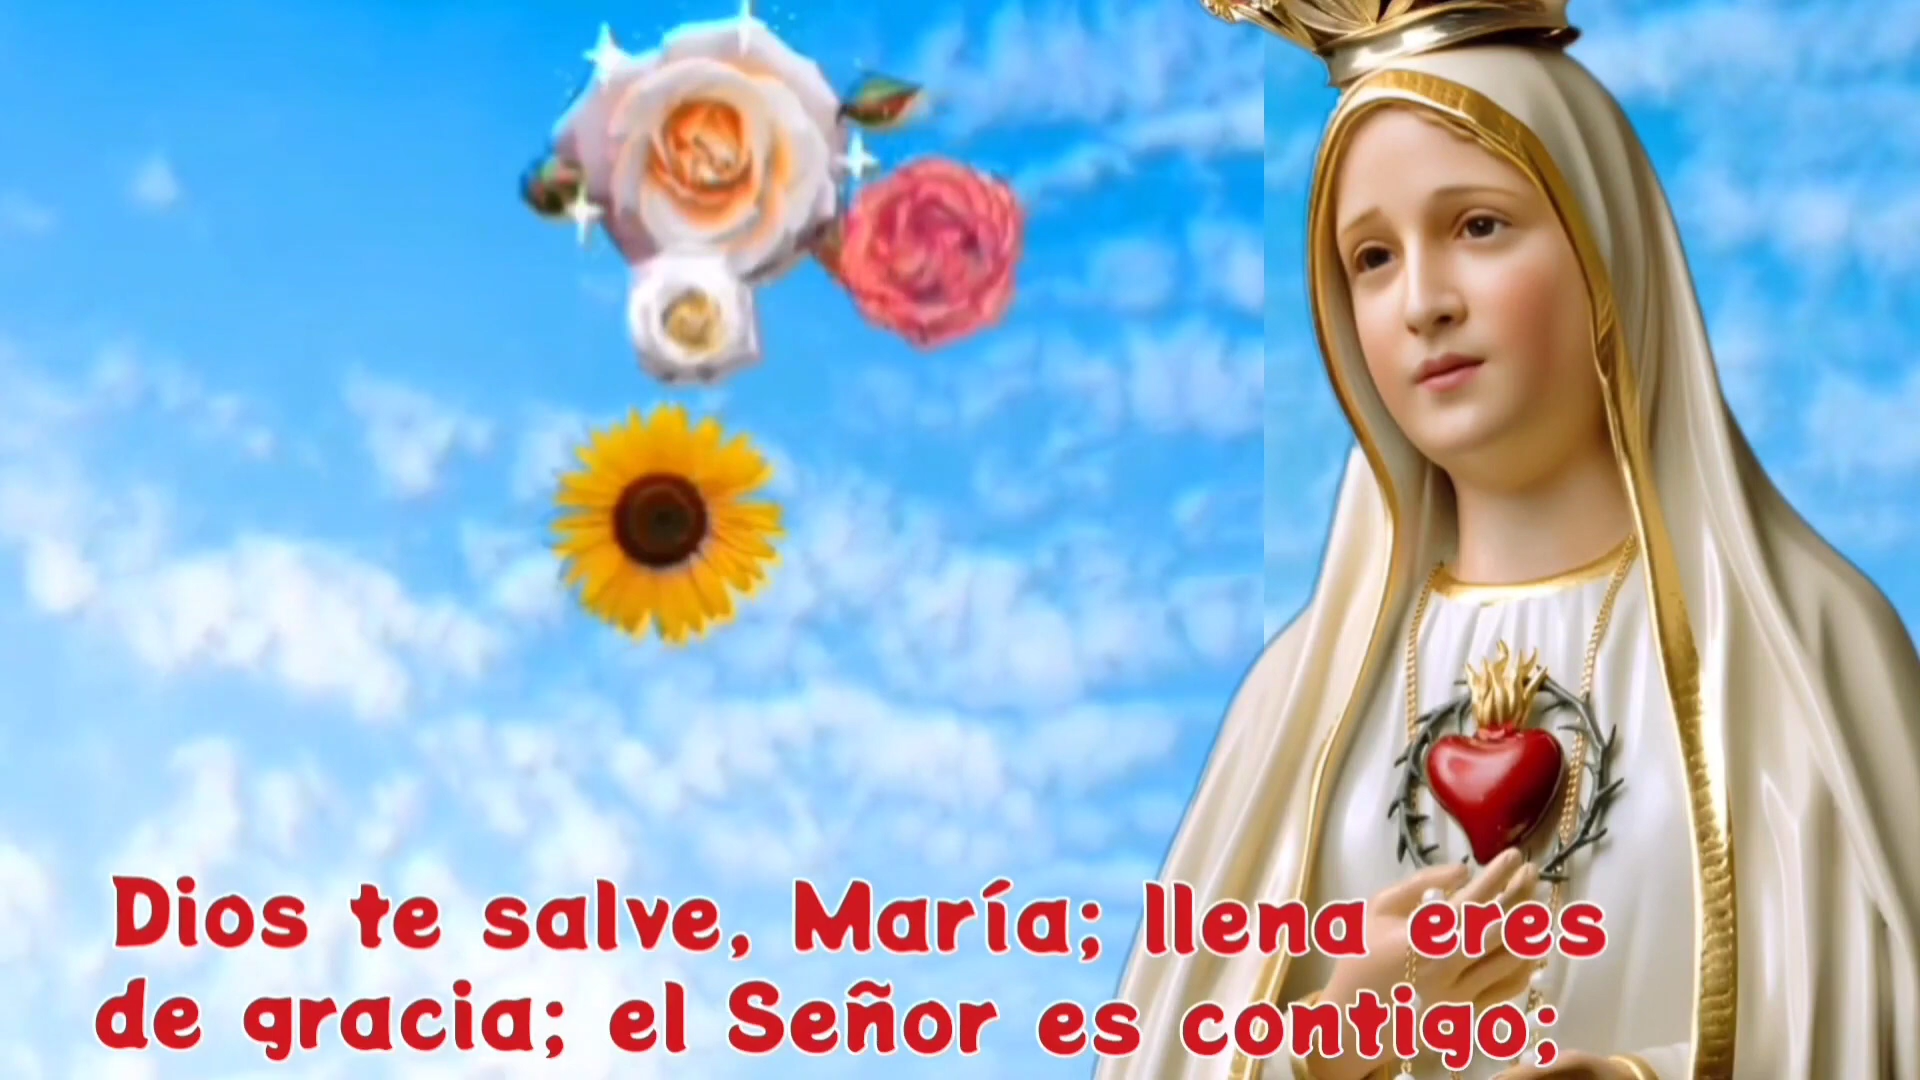 Dios te salve, María; llena eres
de gracia; el Señor es contigo;